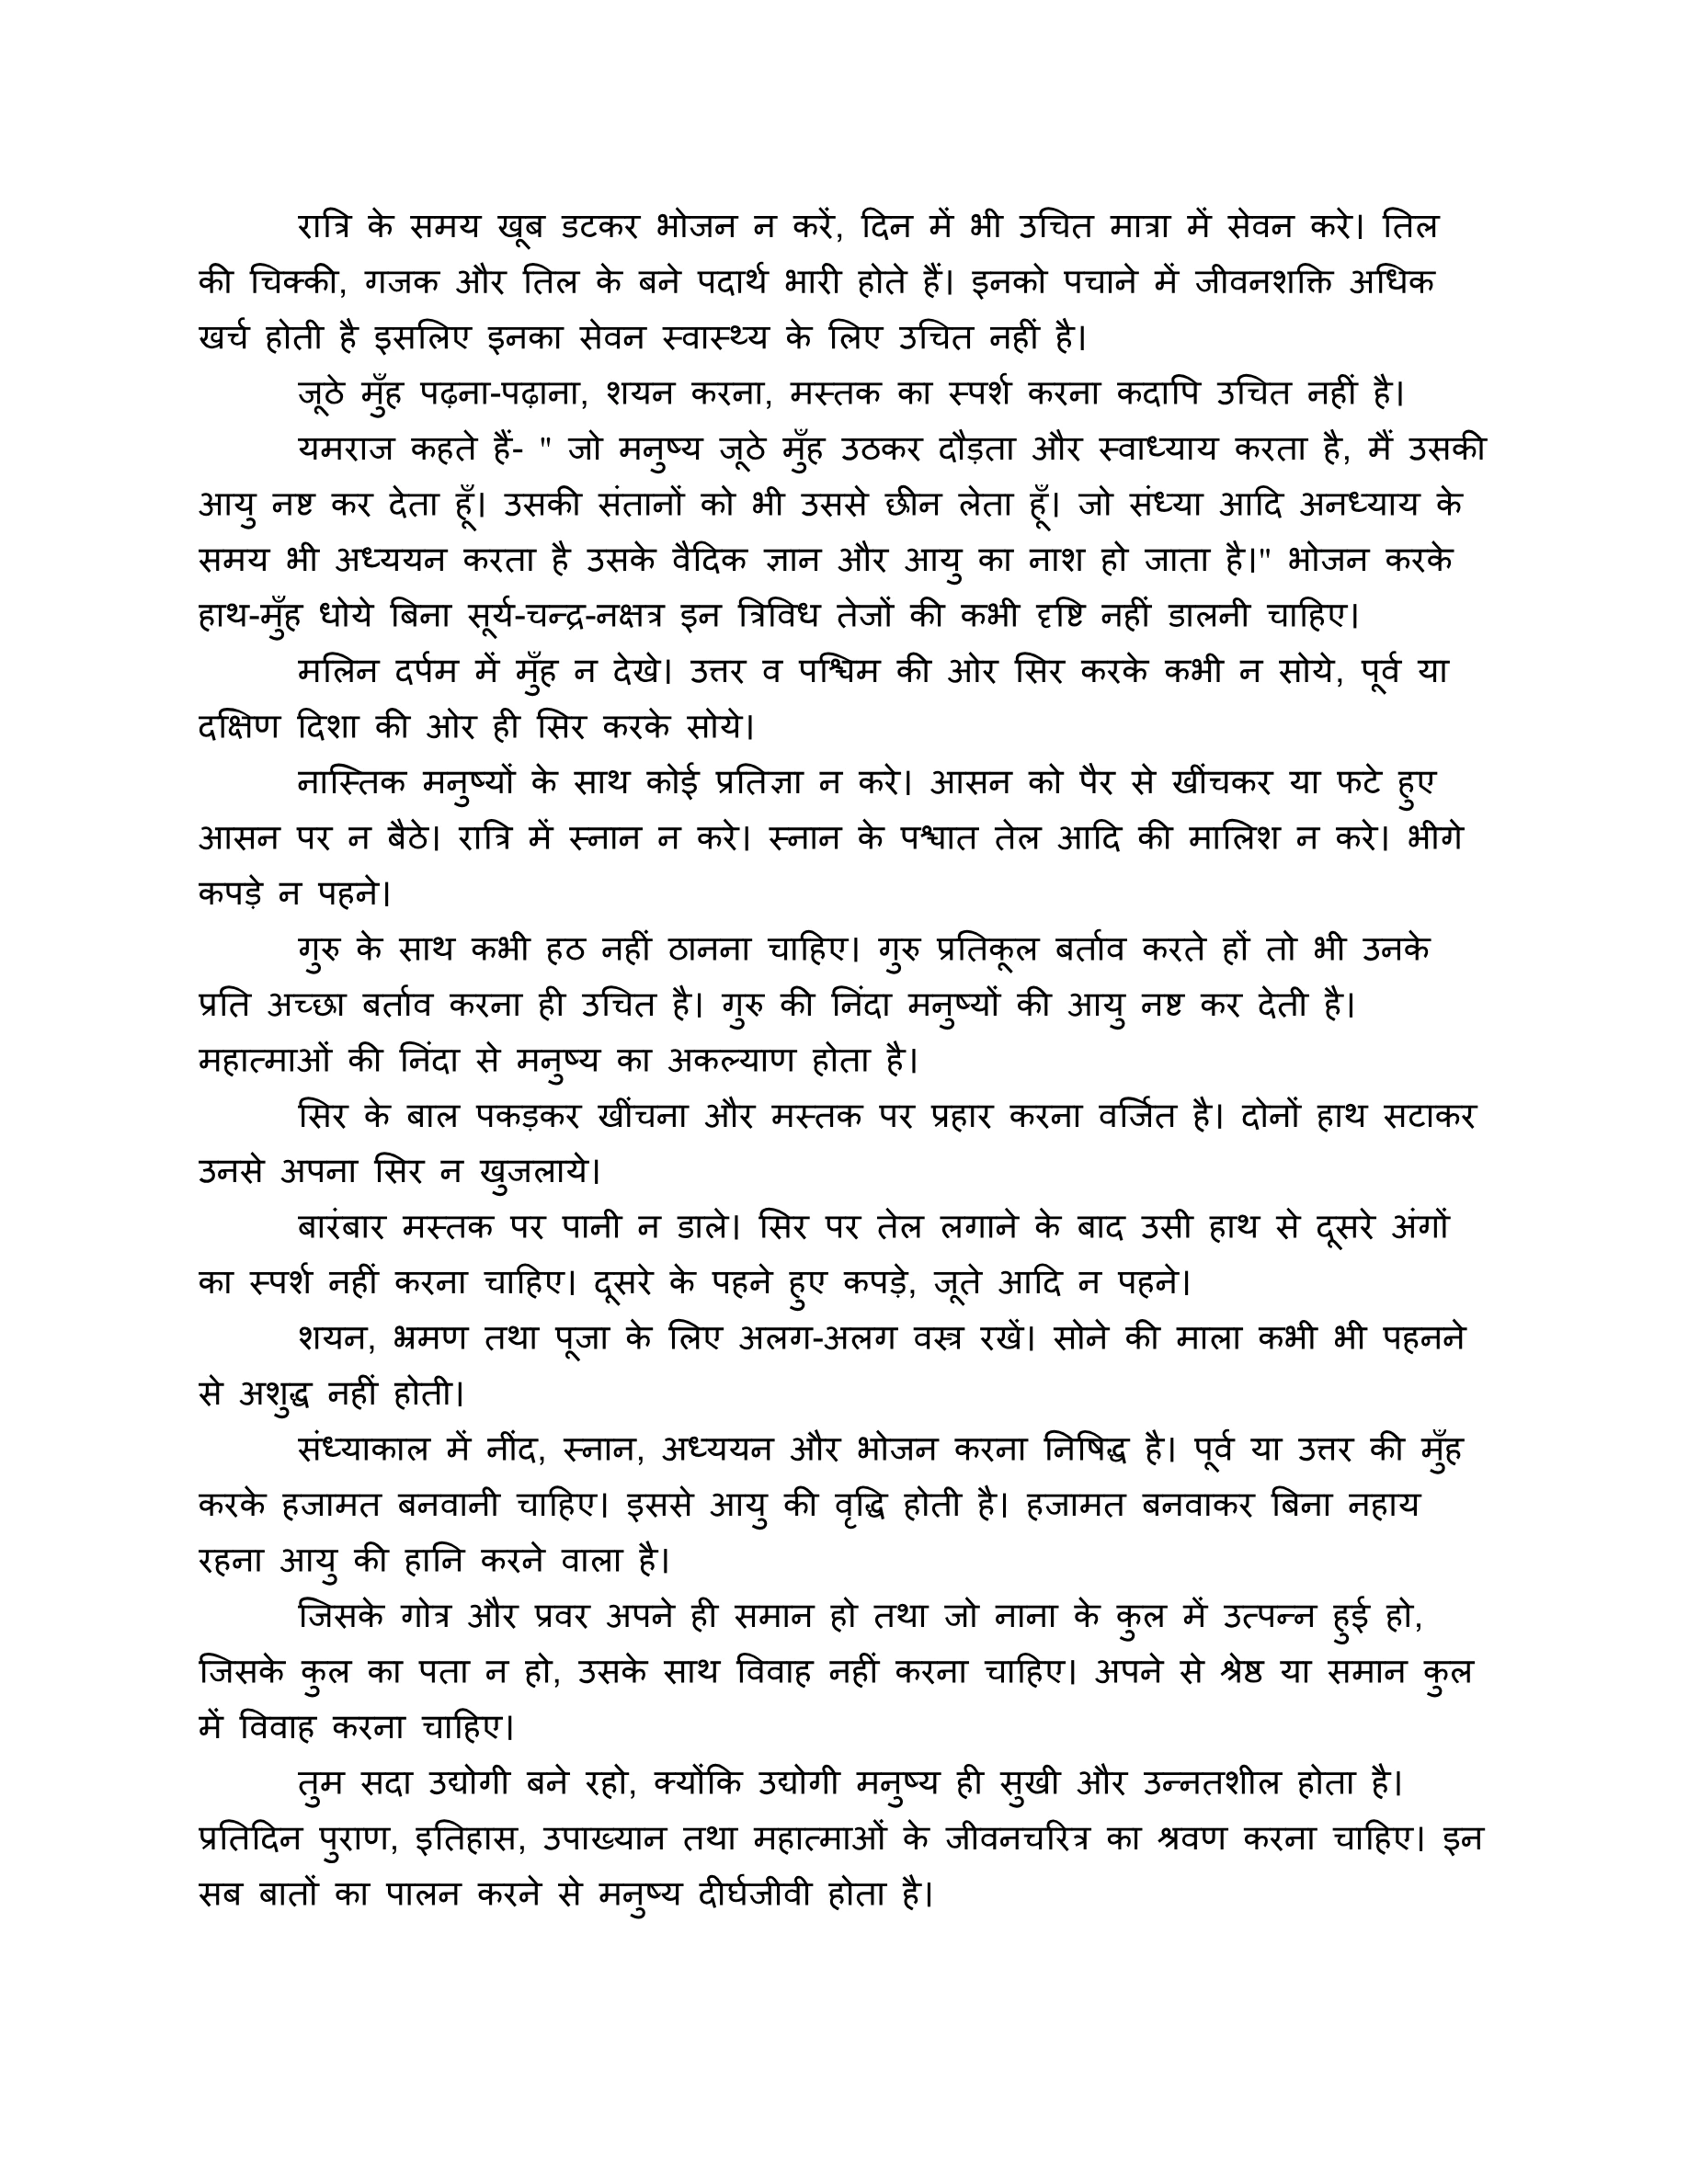 रात्रि के समय खूब डटकर भोजन न करें, दिन में भी उचित मात्रा में सेवन करे। तिल
की चिक्की, गजक और तिल के बने पदार्थ भारी होते हैं। इनको पचाने में जीवनशक्ति अधिक
खर्च होती है इसलिए इनका सेवन स्वास्थ्य के लिए उचित नहीं है।
जूठे मुँह पढ़ना-पढ़ाना, शयन करना, मस्तक का स्पर्श करना कदापि उचित नहीं है।
यमराज कहते हैं- " जो मनुष्य जूठे मुँह उठकर दौड़ता और स्वाध्याय करता है, मैं उसकी
आयु नष्ट कर देता हूँ। उसकी संतानों को भी उससे छीन लेता हूँ। जो संध्या आदि अनध्याय के
समय भी अध्ययन करता है उसके वैदिक ज्ञान और आयु का नाश हो जाता है।" भोजन करके
हाथ-मुँह धोये बिना सूर्य-चन्द्र-नक्षत्र इन त्रिविध तेजों की कभी दृष्टि नहीं डालनी चाहिए।
मलिन दर्पम में मुँह न देखे। उत्तर व पश्चिम की ओर सिर करके कभी न सोये, पूर्व या
दक्षिण दिशा की ओर ही सिर करके सोये।
नास्तिक मनुष्यों के साथ कोई प्रतिज्ञा न करे। आसन को पैर से खींचकर या फटे हुए
आसन पर न बैठे। रात्रि में स्नान न करे। स्नान के पश्चात तेल आदि की मालिश न करे। भीगे
कपड़े न पहने।
गुरु के साथ कभी हठ नहीं ठानना चाहिए। गुरु प्रतिकूल बर्ताव करते हों तो भी उनके
प्रति अच्छा बर्ताव करना ही उचित है। गुरु की निंदा मनुष्यों की आयु नष्ट कर देती है।
महात्माओं की निंदा से मनुष्य का अकल्याण होता है।
सिर के बाल पकड़कर खींचना और मस्तक पर प्रहार करना वर्जित है। दोनों हाथ सटाकर
उनसे अपना सिर न खुजलाये।
बारंबार मस्तक पर पानी न डाले। सिर पर तेल लगाने के बाद उसी हाथ से दूसरे अंगों
का स्पर्श नहीं करना चाहिए। दूसरे के पहने हुए कपड़े, जूते आदि न पहने।
शयन, भ्रमण तथा पूजा के लिए अलग-अलग वस्त्र रखें। सोने की माला कभी भी पहनने
से अशुद्ध नहीं होती।
संध्याकाल में नींद, स्नान, अध्ययन और भोजन करना निषिद्ध है। पूर्व या उत्तर की मुँह
करके हजामत बनवानी चाहिए। इससे आयु की वृद्धि होती है। हजामत बनवाकर बिना नहाय
रहना आयु की हानि करने वाला है।
जिसके गोत्र और प्रवर अपने ही समान हो तथा जो नाना के कुल में उत्पन्न हुई हो,
जिसके कुल का पता न हो, उसके साथ विवाह नहीं करना चाहिए। अपने से श्रेष्ठ या समान कुल
में विवाह करना चाहिए।
तुम सदा उद्योगी बने रहो, क्योंकि उद्योगी मनुष्य ही सुखी और उन्नतशील होता है।
प्रतिदिन पुराण, इतिहास, उपाख्यान तथा महात्माओं के जीवनचरित्र का श्रवण करना चाहिए। इन
सब बातों का पालन करने से मनुष्य दीर्घजीवी होता है।